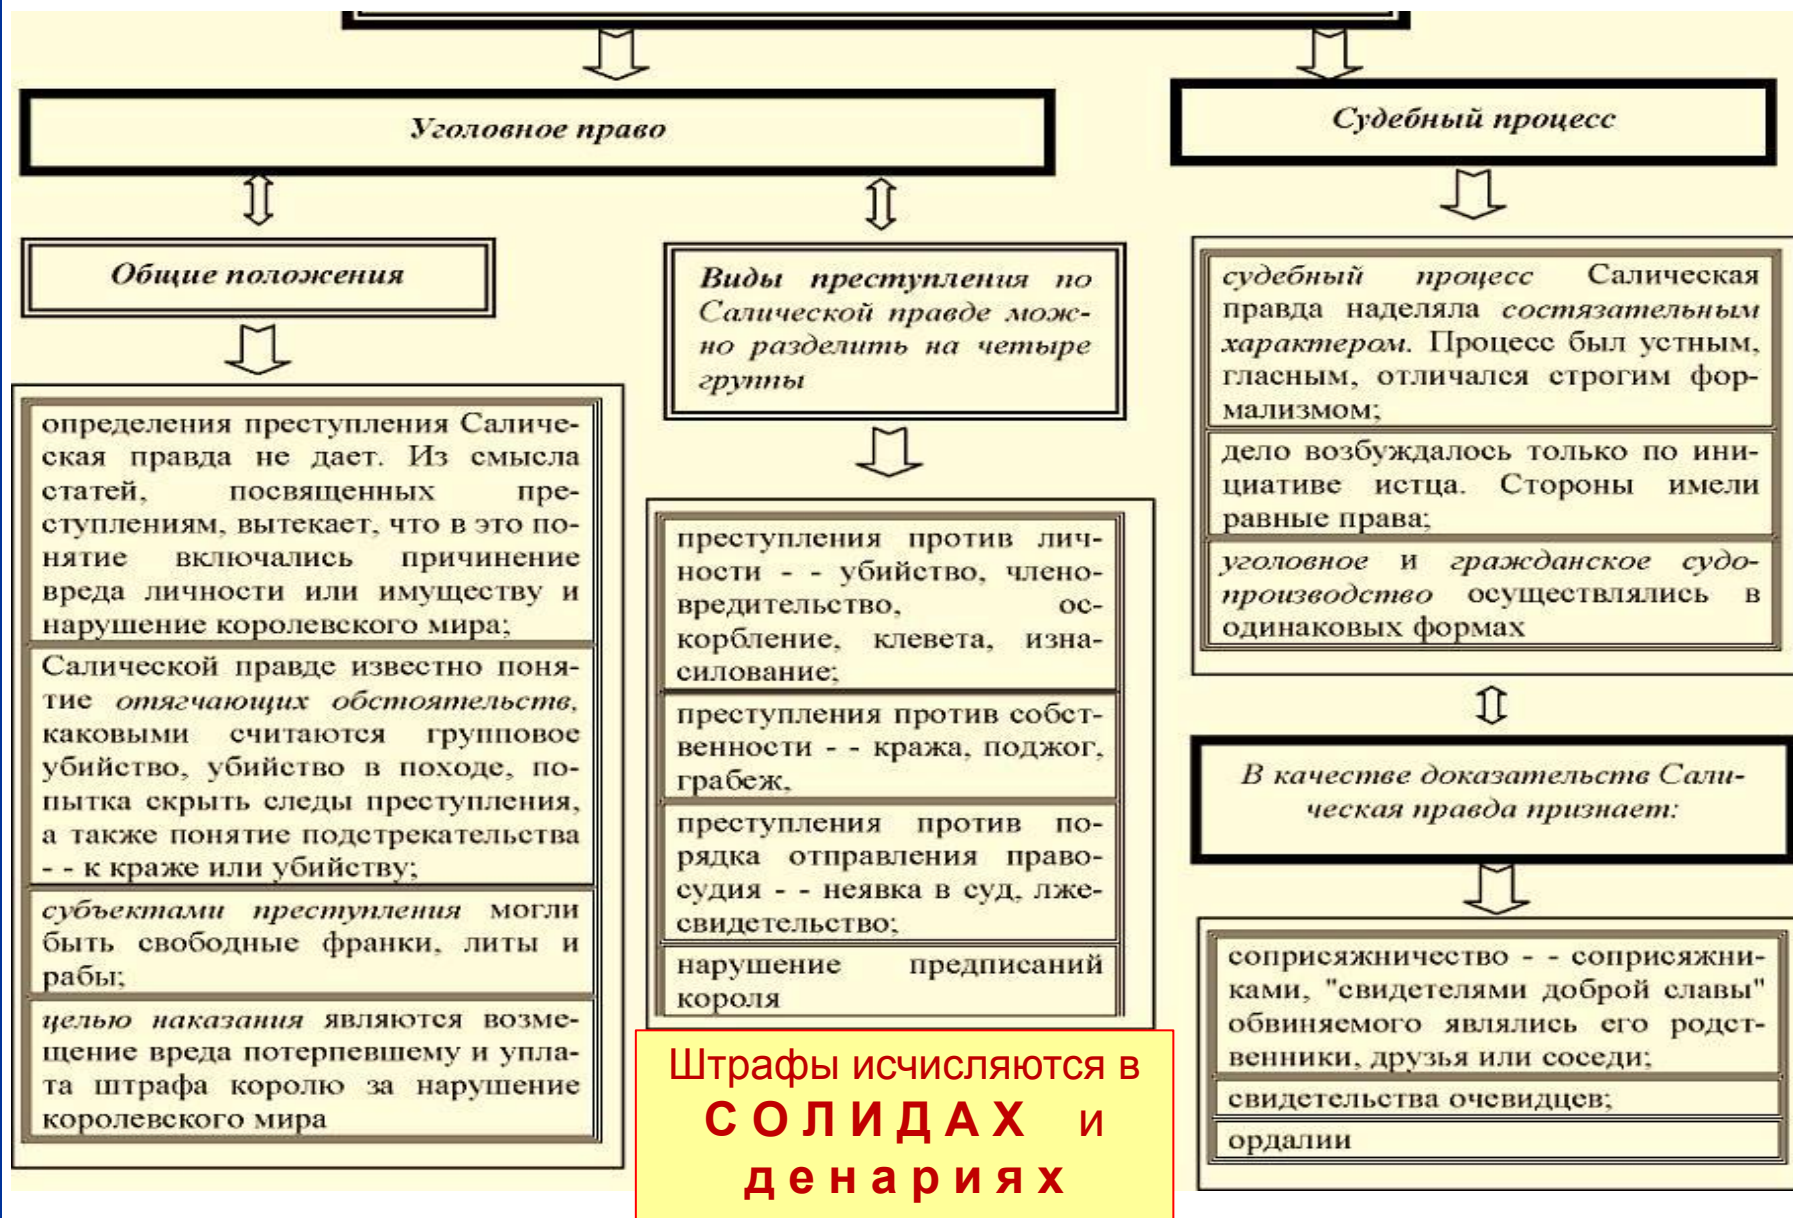 Уголовное право
Общие положения
определения преступления Саличе-
ская правда не дает. Из смысла
статей, посвященных пре-
ступлениям, вытекает, что в это по-
нятие включались причинение
вреда личности или имуществу и
нарушение королевского мира;
Салической правде известно поня-
тие отягчающих обстоятельств,
каковыми считаются групповое
убийство, убийство в походе, по-
пытка скрыть следы преступления,
а также понятие подстрекательства
- - к краже или убийству;
субъектами преступления могли
быть свободные франки, литы и
рабы;
целью наказания являются возме-
щение вреда потерпевшему и упла-
та штрафа королю за нарушение
королевского мира
Виды преступления по
Салической правде мож-
но разделить на четыре
группы
преступления против лич-
ности - - убийство, члено-
вредительство, ос-
корбление, клевета, изна-
силование;
преступления против собст-
венности - - кража, поджог,
грабеж,
преступления против по-
рядка отправления право-
судия - - неявка в суд, лже-
свидетельство;
нарушение предписаний
короля
Штрафы исчисляются в
СОЛИДАХ и
денариях
Судебный процесс
судебный процесс Салическая
правда наделяла состязательным
характером. Процесс был устным,
гласным, отличался строгим фор-
мализмом;
дело возбуждалось только по ини-
циативе истца. Стороны имели
равные права;
уголовное и гражданское судо-
производство осуществлялись в
одинаковых формах
В качестве доказательств Сали-
ческая правда признает:
соприсяжничество - - соприсяжни-
ками, "свидетелями доброй славы"
обвиняемого являлись его родст-
венники, друзья или соседи;
свидетельства очевидцев;
ордалии